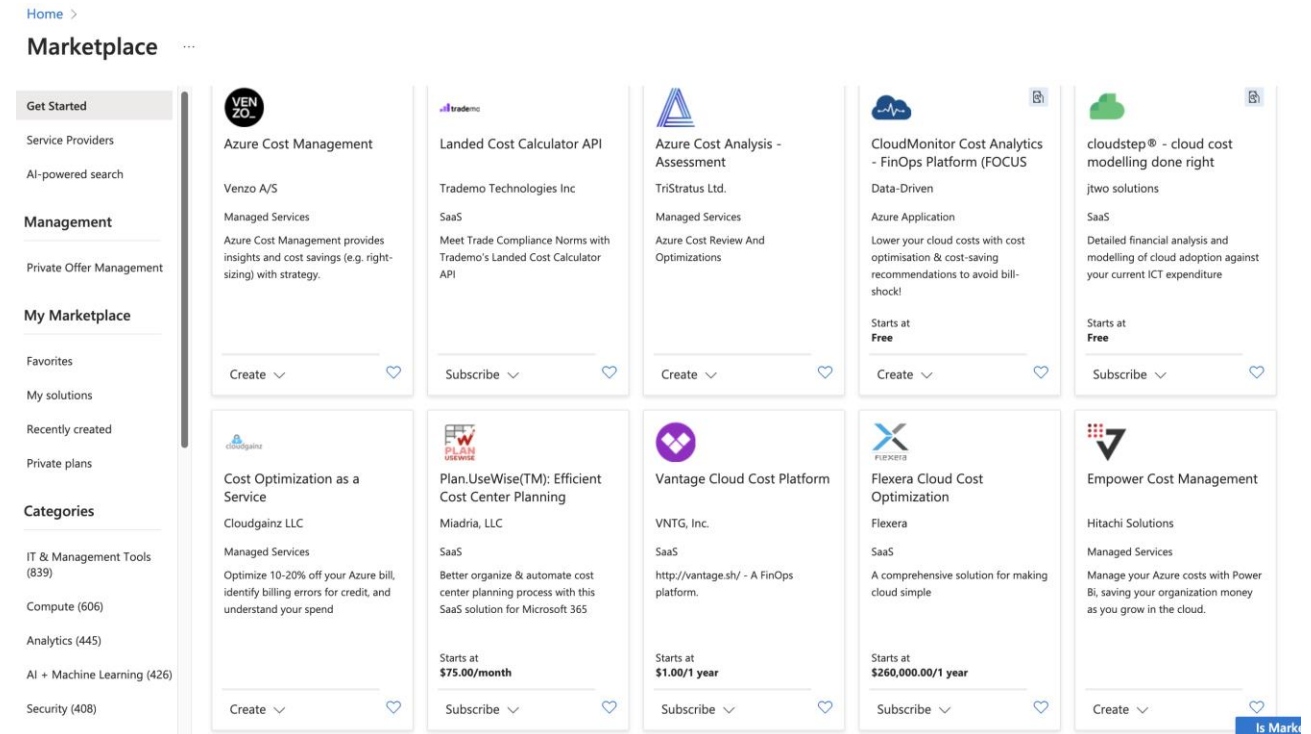 Home >
Marketplace ...
Get Started
Service Providers
AI-powered search
Management
Private Offer Management
My Marketplace
Favorites
My solutions
Recently created
Private plans
Categories
IT & Management Tools
(839)
Compute (606)
Analytics (445)
AI + Machine Learning (426)
Security (408)
VEN
ZO_
Azure Cost Management
Venzo A/S
Managed Services
Azure Cost Management provides
insights and cost savings (e.g. right-
sizing) with strategy.
Create
trademo
Landed Cost Calculator API
Trademo Technologies Inc
SaaS
Meet Trade Compliance Norms with
Trademo's Landed Cost Calculator
API
Subscribe
Azure Cost Analysis -
Assessment
TriStratus Ltd.
Managed Services
Azure Cost Review And
Optimizations
Create
CloudMonitor Cost Analytics
- FinOps Platform (FOCUS
Data-Driven
Azure Application
Lower your cloud costs with cost
optimisation & cost-saving
recommendations to avoid bill-
shock!
Starts at
Free
Create
cloudstep® - cloud cost
modelling done right
jtwo solutions
SaaS
Detailed financial analysis and
modelling of cloud adoption against
your current ICT expenditure
Starts at
Free
Subscribe
cloudgainz
Cost Optimization as a
Service
Cloudgainz LLC
Managed Services
Optimize 10-20% off your Azure bill,
identify billing errors for credit, and
understand your spend
Create
PLAN
USEWISE
Plan.UseWise(TM): Efficient
Cost Center Planning
Miadria, LLC
SaaS
Better organize & automate cost
center planning process with this
SaaS solution for Microsoft 365
Starts at
$75.00/month
Subscribe
Vantage Cloud Cost Platform
VNTG, Inc.
SaaS
http://vantage.sh/ - A FinOps
platform.
Starts at
$1.00/1 year
Subscribe
FLEXERA
Flexera Cloud Cost
Optimization
Flexera
SaaS
A comprehensive solution for making
cloud simple
Starts at
$260,000.00/1 year
Subscribe
Empower Cost Management
Hitachi Solutions
Managed Services
Manage your Azure costs with Power
Bi, saving your organization money
as you grow in the cloud.
Create
Is Marke